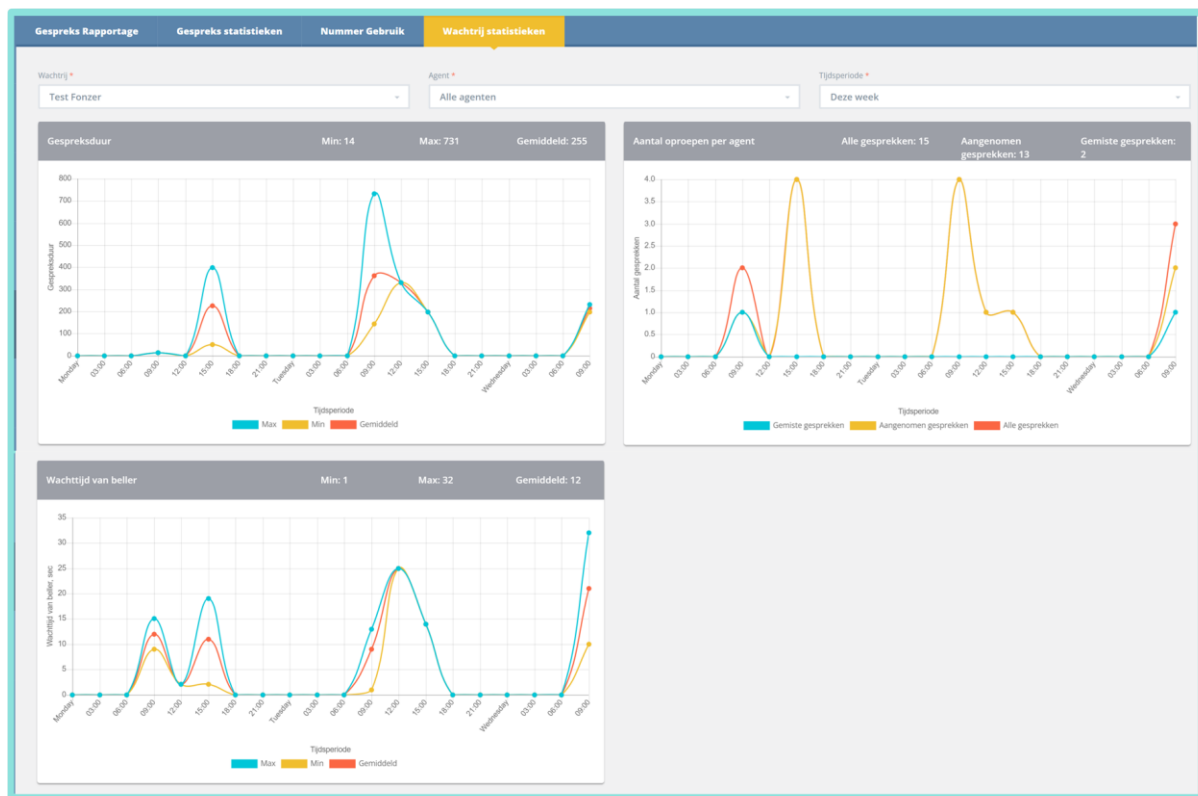 Gespreks Rapportage
Gespreks statistieken
Nummer Gebruik
Wachtrij statistieken
Wachtrij *
Agent *
Tijdsperiode *
Test Fonzer
Alle agenten
Deze week
Gespreksduur
Min: 14
Max: 731
Gemiddeld: 255
800
700
600
500
400
300
200
100
0
Gespreksduur
Monday
03:00
06:00
09:00
12:00
15:00
18:00
21:00
Tuesday
03:00
06:00
09:00
12:00
15:00
18:00
21:00
Wednesday
03:00
06:00
09:00
Tijdsperiode
Max
Min
Gemiddeld
Aantal oproepen per agent
Alle gesprekken: 15
Aangenomen
gesprekken: 13
Gemiste gesprekken:
2
4.0
3.5
3.0
2.5
2.0
1.5
1.0
0.5
0
Aantal gesprekken
Monday
03:00
06:00
09:00
12:00
15:00
18:00
21:00
Tuesday
03:00
06:00
09:00
12:00
15:00
18:00
21:00
Wednesday
03:00
06:00
09:00
Tijdsperiode
Gemiste gesprekken
Aangenomen gesprekken
Alle gesprekken
Wachttijd van beller
Min: 1
Max: 32
Gemiddeld: 12
35
30
25
20
15
10
5
0
Wachttijd van beller, sec
Monday
03:00
06:00
09:00
12:00
15:00
18:00
21:00
Tuesday
03:00
06:00
09:00
12:00
15:00
18:00
21:00
Wednesday
03:00
06:00
09:00
Tijdsperiode
Max
Min
Gemiddeld